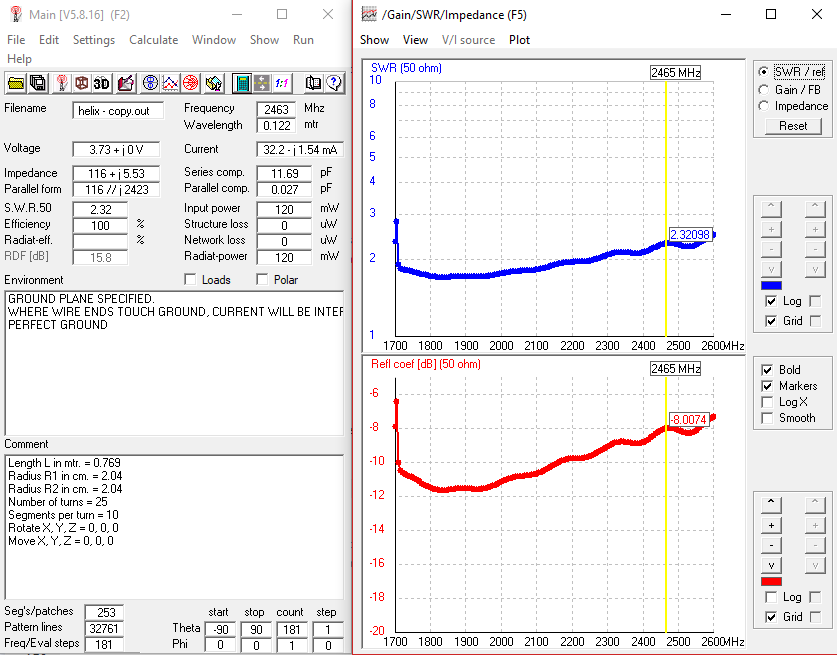 Main [V5.8.16] (F2)
File Edit Settings Calculate Window Show Run
Help
3D 1:1
Filename helix - copy.out Frequency 2463 Mhz
Wavelength 0.122 mtr
Voltage 3.73 + j 0 V Current 32.2 - j 1.54 mA
Impedance 116 + j 5.53 Series comp. 11.69 pF
Parallel form 116 // j 2423 Parallel comp. 0.027 pF
S.W.R.50 2.32 Input power 120 mW
Efficiency 100 % Structure loss 0 uW
Radiat-eff. % Network loss 0 uW
RDF [dB] 15.8 Radiat-power 120 mW
Environment Loads Polar
GROUND PLANE SPECIFIED.
WHERE WIRE ENDS TOUCH GROUND, CURRENT WILL BE INTER
PERFECT GROUND
Comment
Length L in mtr. = 0.769
Radius R1 in cm. = 2.04
Radius R2 in cm. = 2.04
Number of turns = 25
Segments per turn = 10
Rotate X, Y, Z = 0, 0, 0
Move X, Y, Z = 0, 0, 0
Seg's/patches 253 start stop count step
Pattern lines 32761 Theta -90 90 181 1
Freq/Eval steps 181 Phi 0 0 1 0
/Gain/SWR/Impedance (F5)
Show View V/I source Plot
SWR (50 ohm) 2465 MHz
10
8
6
5
4
3
2.32098
2
1
1700 1800 1900 2000 2100 2200 2300 2400 2500 2600MHz
Refl coef [dB] (50 ohm) 2465 MHz
-6
-8.0074
-8
-10
-12
-14
-16
-18
-20
1700 1800 1900 2000 2100 2200 2300 2400 2500 2600MHz
SWR / ref
Gain / FB
Impedance
Reset
^ ^
+ +
- -
v v
Log
Grid
Bold
Markers
Log X
Smooth
^ ^
+ +
- -
v v
Log
Grid